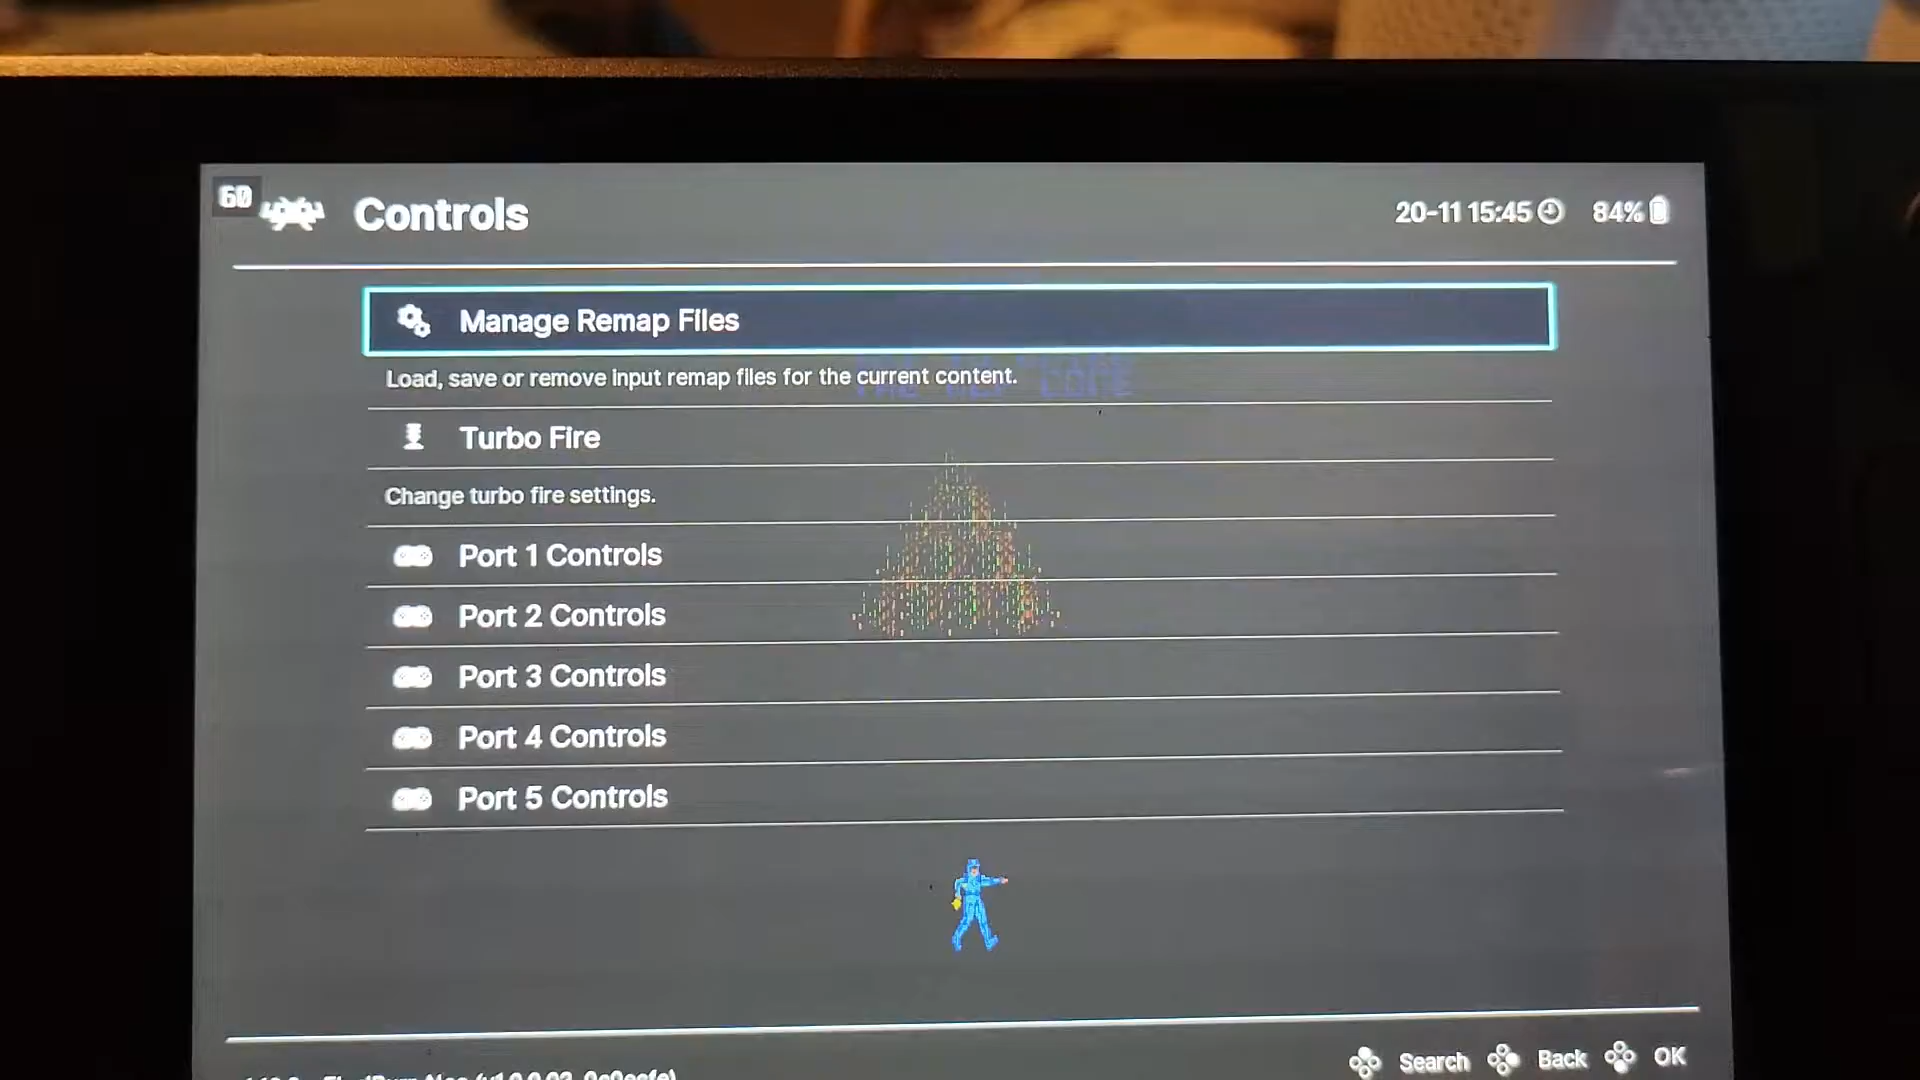 60
Controls
20-11 15:45
84%
Manage Remap Files
Load, save or remove input remap files for the current content.
Turbo Fire
Change turbo fire settings.
Port 1 Controls
Port 2 Controls
Port 3 Controls
Port 4 Controls
Port 5 Controls
Search
Back
OK